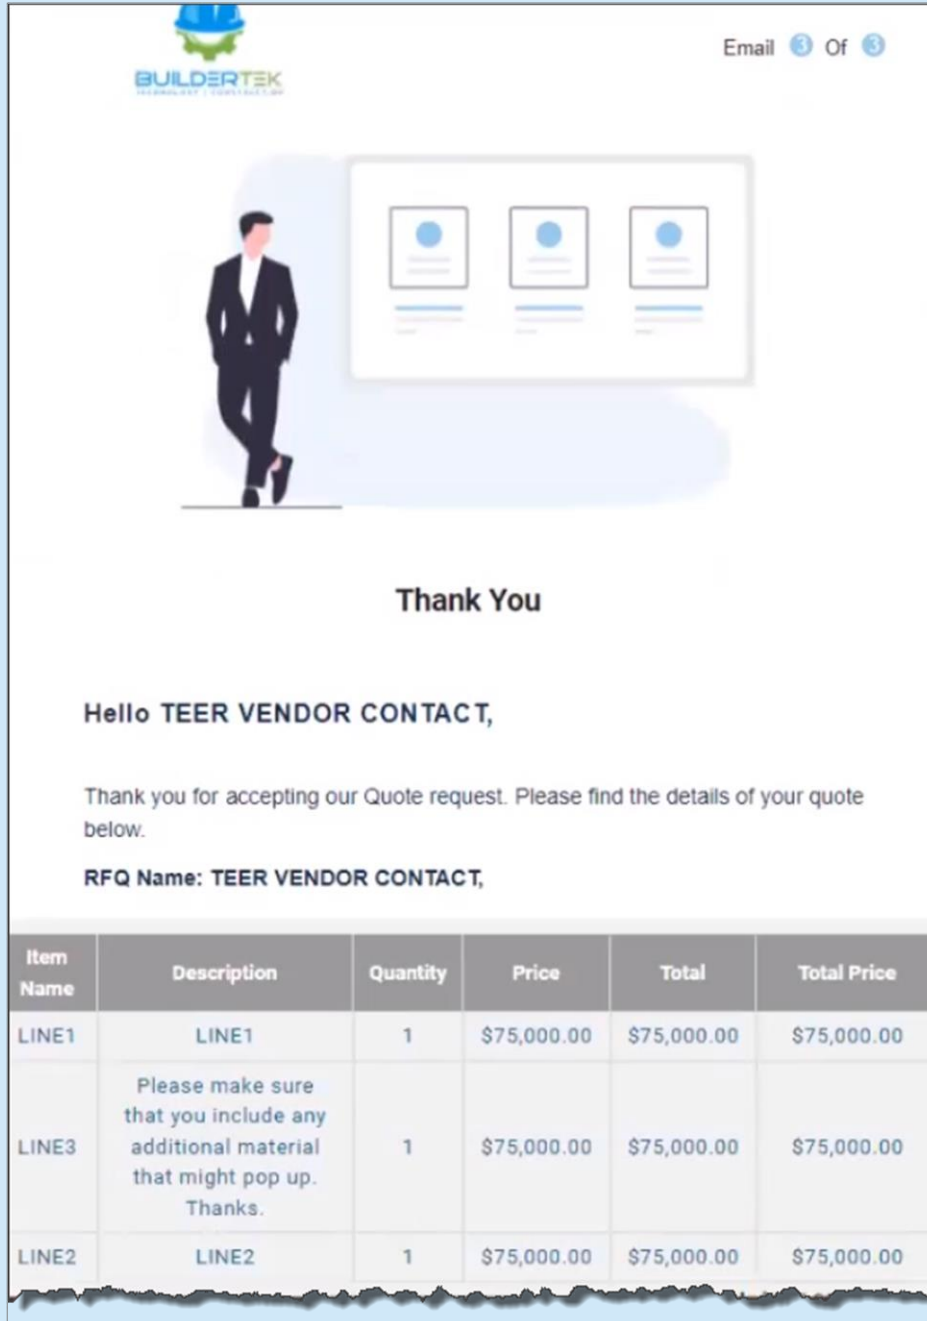 BUILDERTEK
Email 3 Of 3
Thank You
Hello TEER VENDOR CONTACT,
Thank you for accepting our Quote request. Please find the details of your quote
below.
RFQ Name: TEER VENDOR CONTACT,
Item Name Description Quantity Price Total Total Price
LINE1 LINE1 1 $75,000.00 $75,000.00 $75,000.00
LINE3 Please make sure
that you include any
additional material
that might pop up.
Thanks. 1 $75,000.00 $75,000.00 $75,000.00
LINE2 LINE2 1 $75,000.00 $75,000.00 $75,000.00